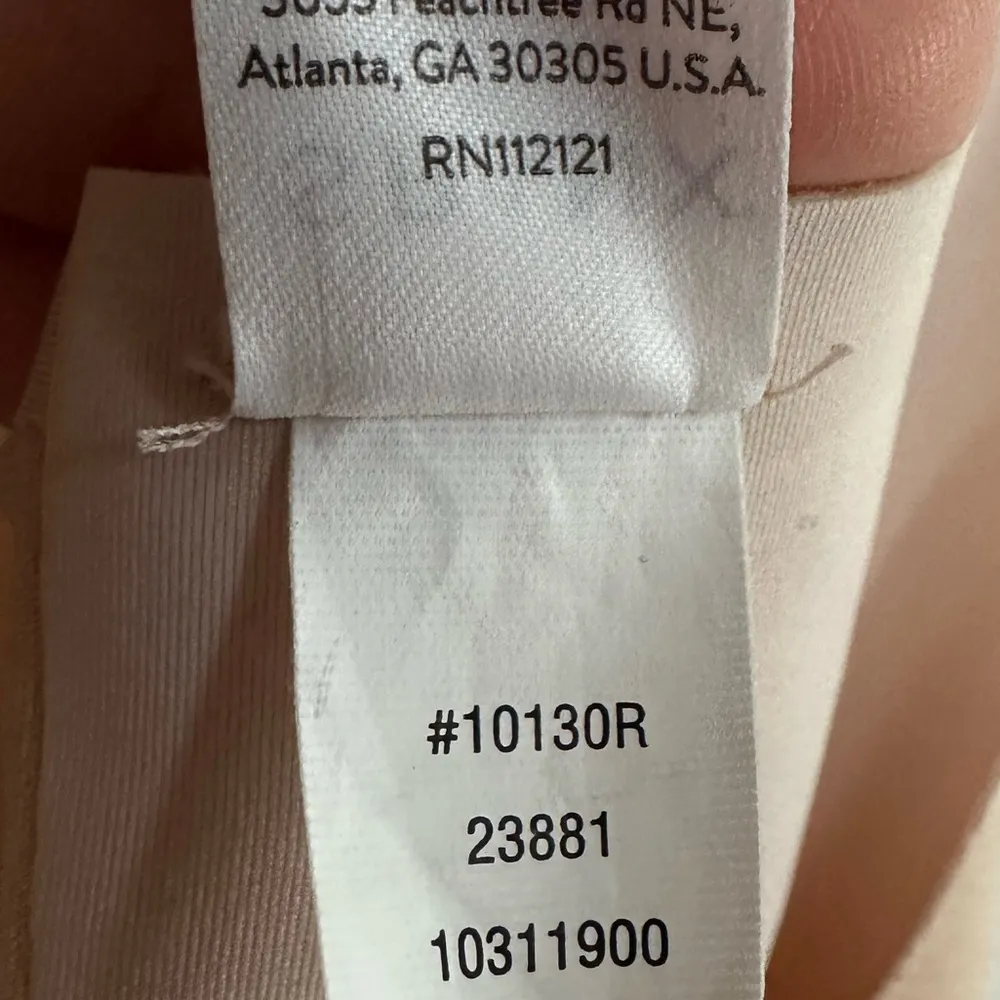 Peachtree Rd NE,
Atlanta, GA 30305 U.S.A.
RN112121
#10130R
23881
10311900